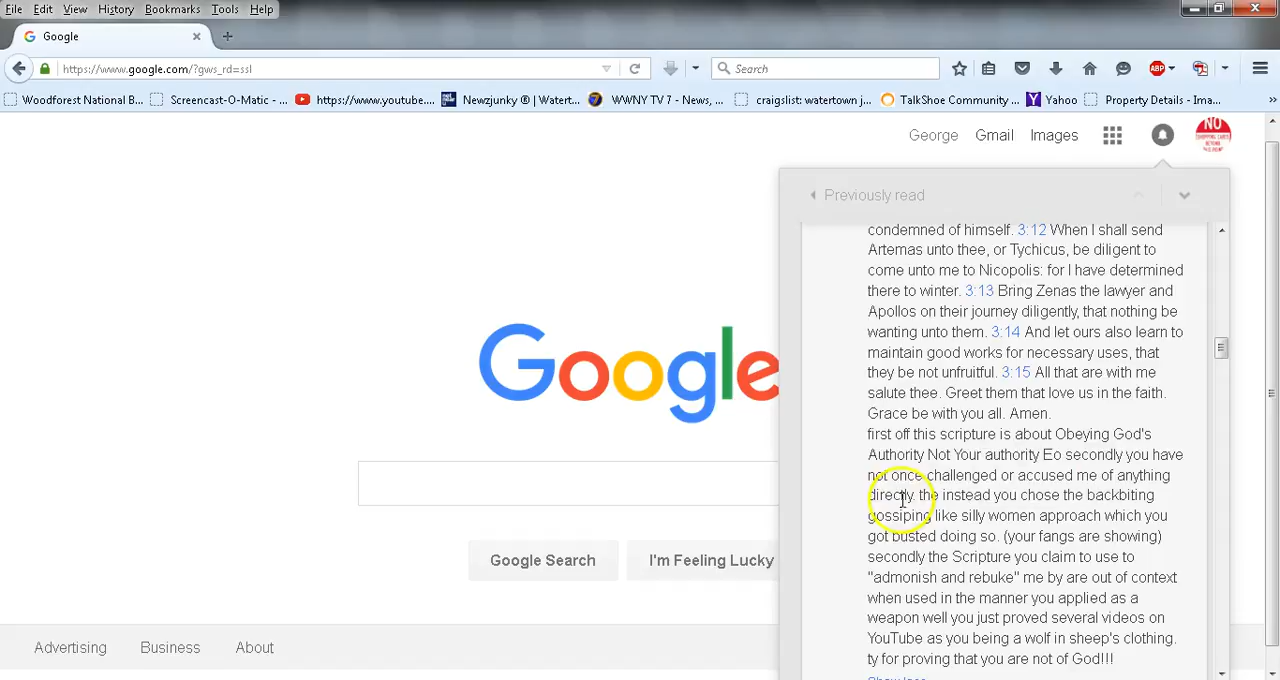 File Edit View History Bookmarks Tools Help
Google
https://www.google.com/?gws_rd=ssl
Search
ABP
Woodforest National B... Screencast-O-Matic - ... https://www.youtube.... Newzjunky ® | Watert... WWNY TV 7 - News, ... craigslist: watertown j... TalkShoe Community ... Yahoo Property Details - Ima... »
George Gmail Images
NO
Previously read
condemned of himself. 3:12 When I shall send
Artemas unto thee, or Tychicus, be diligent to
come unto me to Nicopolis: for I have determined
there to winter. 3:13 Bring Zenas the lawyer and
Apollos on their journey diligently, that nothing be
wanting unto them. 3:14 And let ours also learn to
maintain good works for necessary uses, that
they be not unfruitful. 3:15 All that are with me
salute thee. Greet them that love us in the faith.
Grace be with you all. Amen.
first off this scripture is about Obeying God's
Authority Not Your authority Eo secondly you have
not once challenged or accused me of anything
directly. the instead you chose the backbiting
gossiping like silly women approach which you
got busted doing so. (your fangs are showing)
secondly the Scripture you claim to use to
"admonish and rebuke" me by are out of context
when used in the manner you applied as a
weapon well you just proved several videos on
YouTube as you being a wolf in sheep's clothing.
ty for proving that you are not of God!!!
Show less
Google
Google Search I'm Feeling Lucky
Advertising Business About